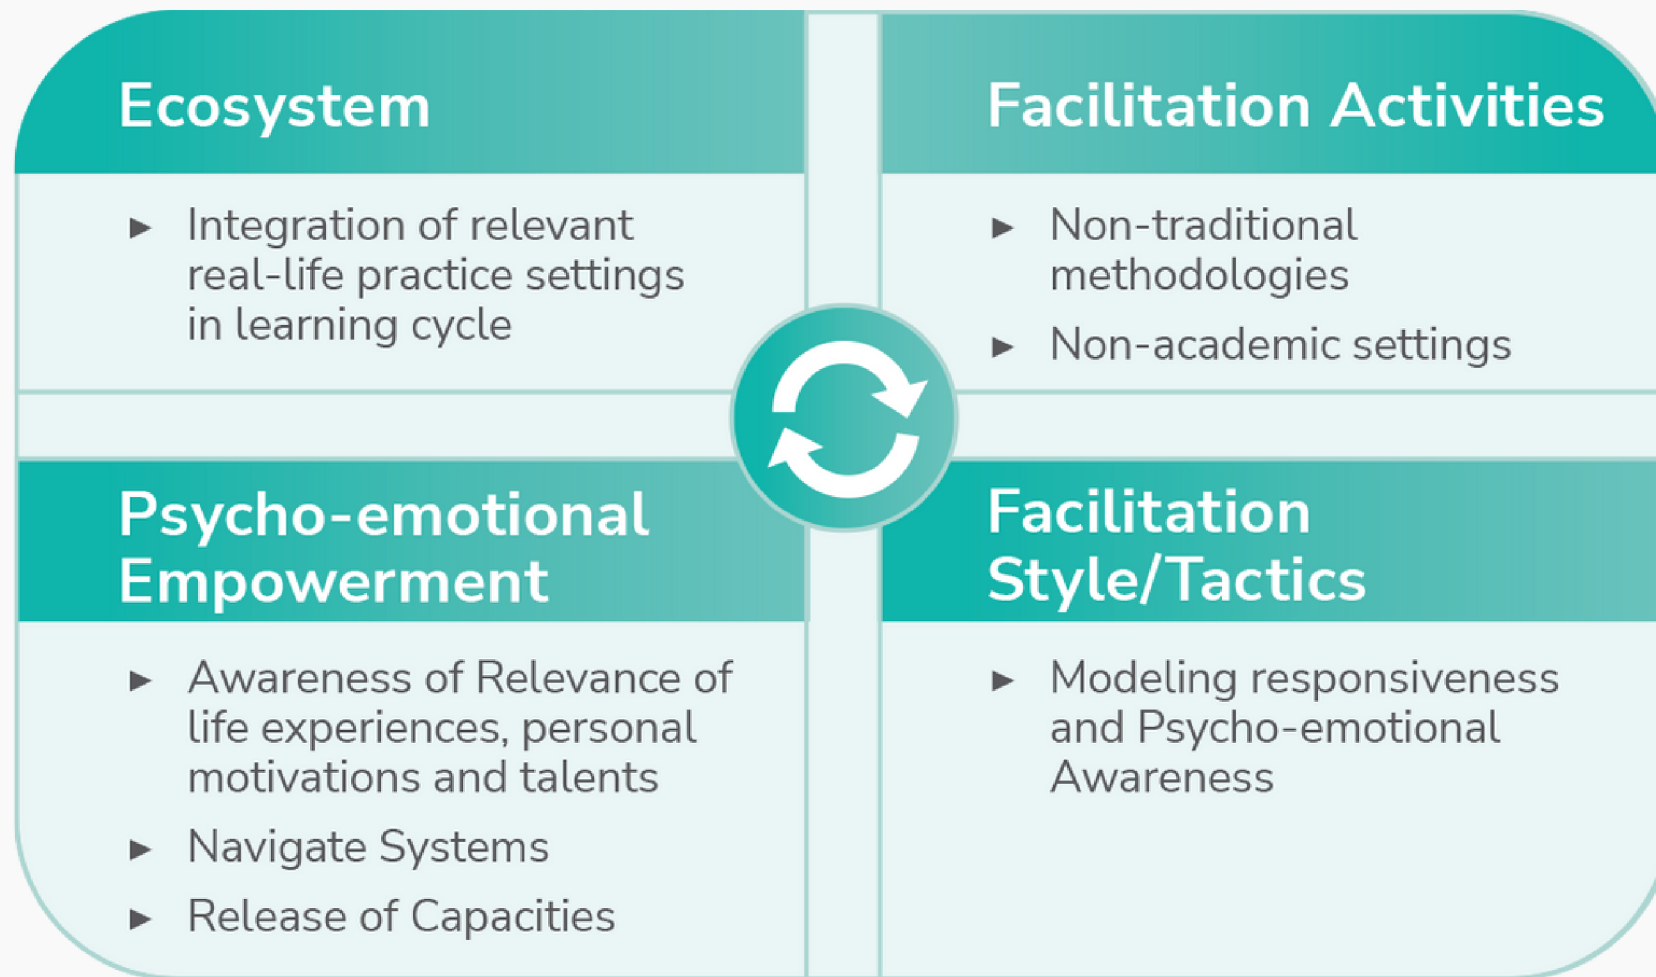 Ecosystem
► Integration of relevant
real-life practice settings
in learning cycle
Facilitation Activities
► Non-traditional
methodologies
► Non-academic settings
Psycho-emotional
Empowerment
► Awareness of Relevance of
life experiences, personal
motivations and talents
► Navigate Systems
► Release of Capacities
Facilitation
Style/Tactics
► Modeling responsiveness
and Psycho-emotional
Awareness